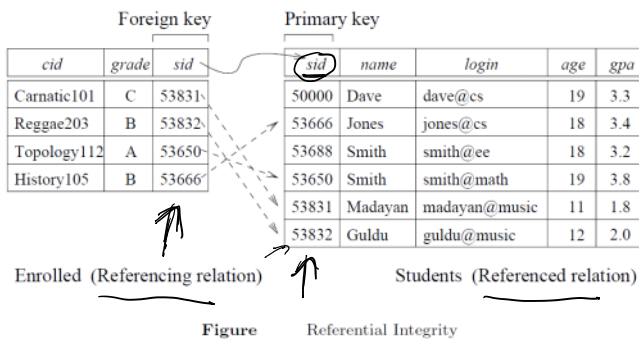 Foreign key Primary key
cid grade sid sid name login age gpa
Carnatic101 C 53831 50000 Dave dave@cs 19 3.3
Reggae203 B 53832 53666 Jones jones@cs 18 3.4
Topology112 A 53650 53688 Smith smith@ee 18 3.2
History105 B 53666 53650 Smith smith@math 19 3.8
53831 Madayan madayan@music 11 1.8
53832 Guldu guldu@music 12 2.0
Enrolled (Referencing relation) Students (Referenced relation)
Figure Referential Integrity